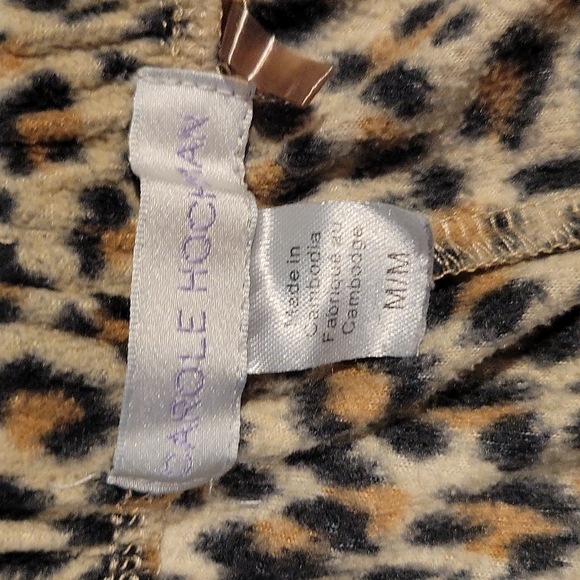 CAROLE HOCHMAN
Made in
Cambodia
Fabriqué au
Cambodge
M/M